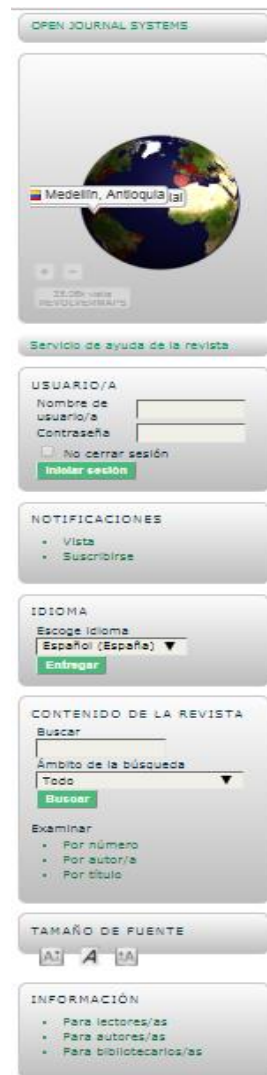 OPEN JOURNAL SYSTEMS
Medellín, Antioquia
+ −
REVOLVERMAPS
Servicio de ayuda de la revista
USUARIO/A
Nombre de
usuario/a
Contraseña
No cerrar sesión
Iniciar sesión
NOTIFICACIONES
Vista
Suscribirse
IDIOMA
Escoge idioma
Español (España)
Entregar
CONTENIDO DE LA REVISTA
Buscar
Ámbito de la búsqueda
Todo
Buscar
Examinar
Por número
Por autor/a
Por título
TAMAÑO DE FUENTE
A A A
INFORMACIÓN
Para lectores/as
Para autores/as
Para bibliotecarios/as